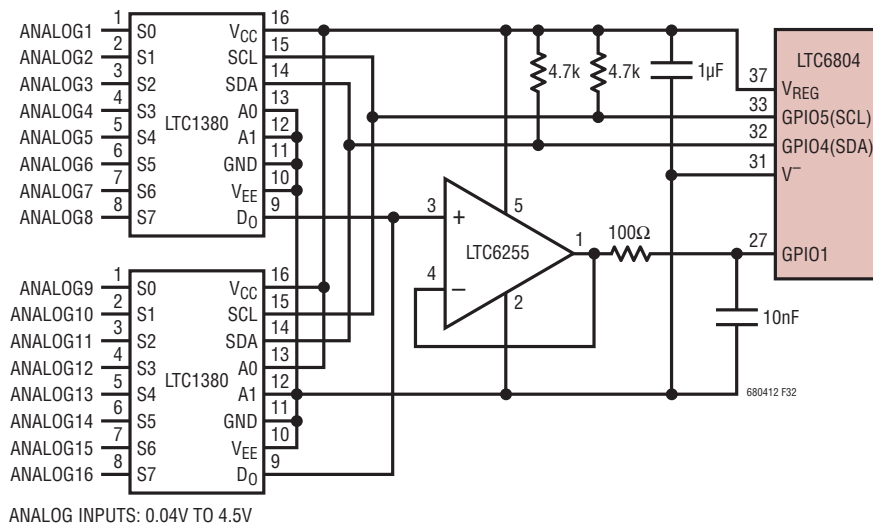 ANALOG1 1 S0 VCC 16
ANALOG2 2 S1 SCL 15
ANALOG3 3 S2 SDA 14
ANALOG4 4 S3 A0 13
ANALOG5 5 S4 A1 12
ANALOG6 6 S5 GND 11
ANALOG7 7 S6 VEE 10
ANALOG8 8 S7 DO 9
LTC1380
ANALOG9 1 S0 VCC 16
ANALOG10 2 S1 SCL 15
ANALOG11 3 S2 SDA 14
ANALOG12 4 S3 A0 13
ANALOG13 5 S4 A1 12
ANALOG14 6 S5 GND 11
ANALOG15 7 S6 VEE 10
ANALOG16 8 S7 DO 9
LTC1380
4.7k
4.7k
1µF
3 +
4 –
5
LTC6255
1
2
100Ω
10nF
LTC6804
37 VREG
33 GPIO5(SCL)
32 GPIO4(SDA)
31 V–
27 GPIO1
680412 F32
ANALOG INPUTS: 0.04V TO 4.5V